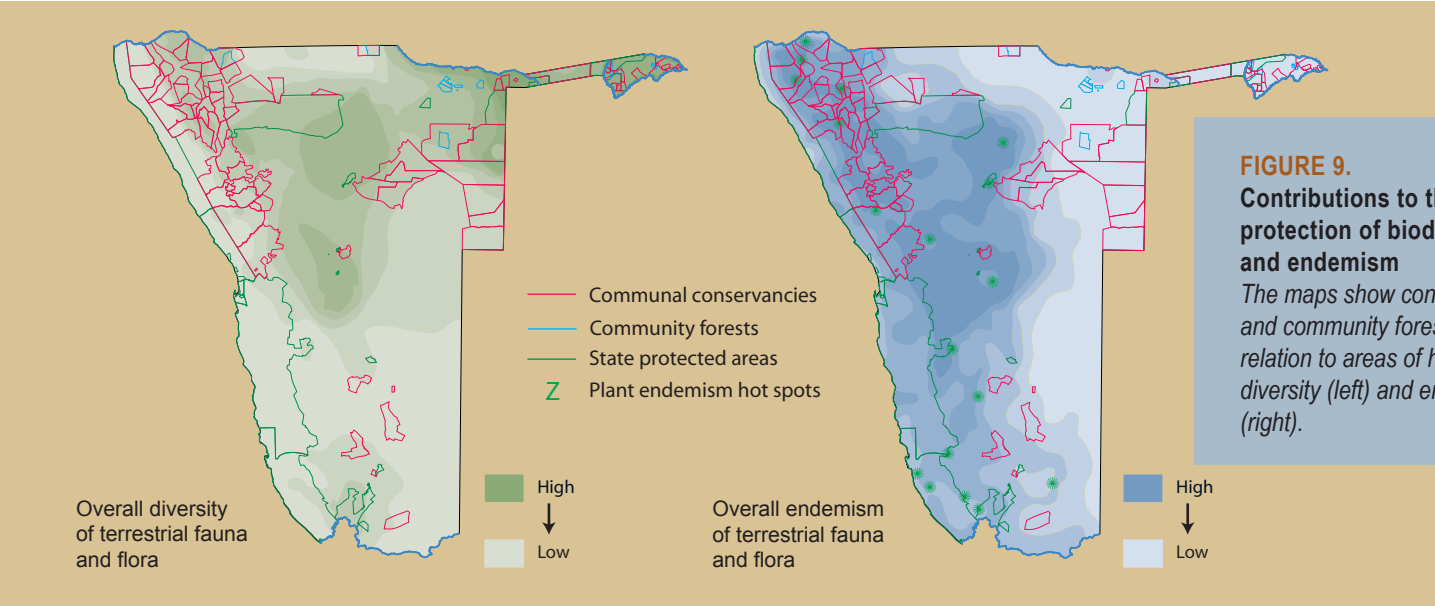 Communal conservancies
Community forests
State protected areas
Z Plant endemism hot spots
Overall diversity
of terrestrial fauna
and flora
High
Low
Overall endemism
of terrestrial fauna
and flora
High
Low
FIGURE 9.
Contributions to th
protection of biod
and endemism
The maps show con
and community fores
relation to areas of h
diversity (left) and en
(right).